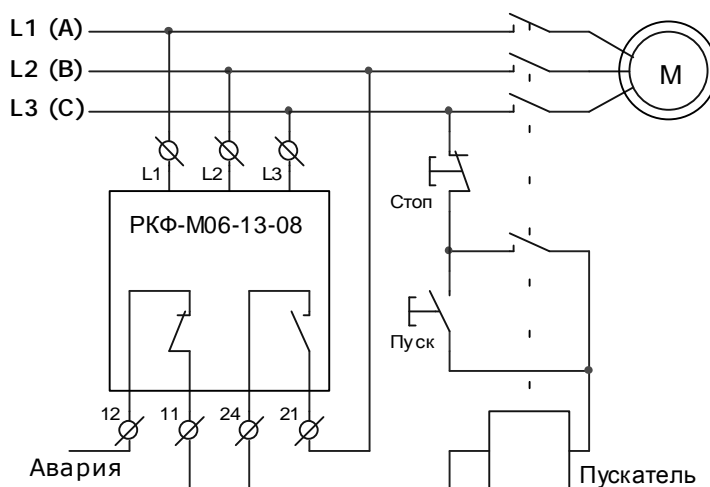 L1 (A)
L2 (B)
L3 (C)
M
L1
L2
L3
РКФ-М06-13-08
Стоп
Пуск
12
11
24
21
Авария
Пускатель